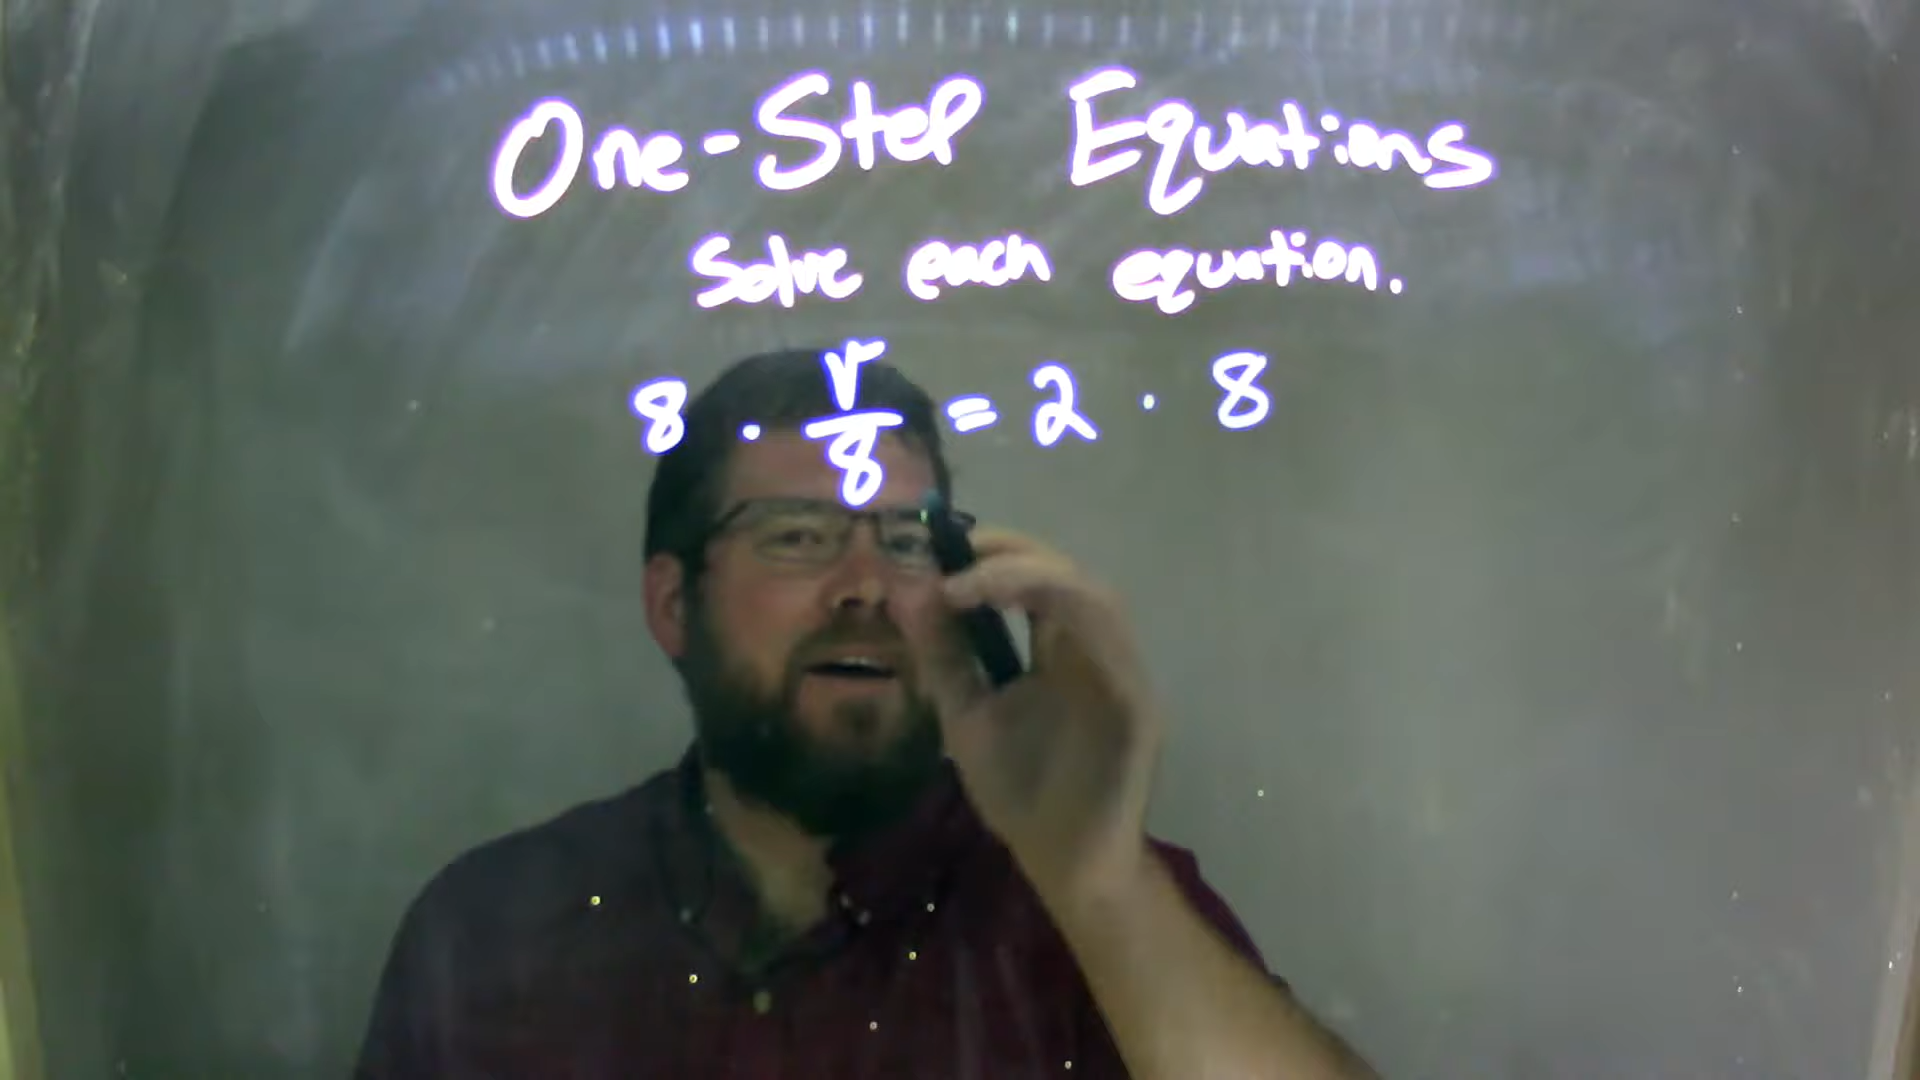 One-Step Equations
Solve each equation.
8 · r/8 = 2 · 8